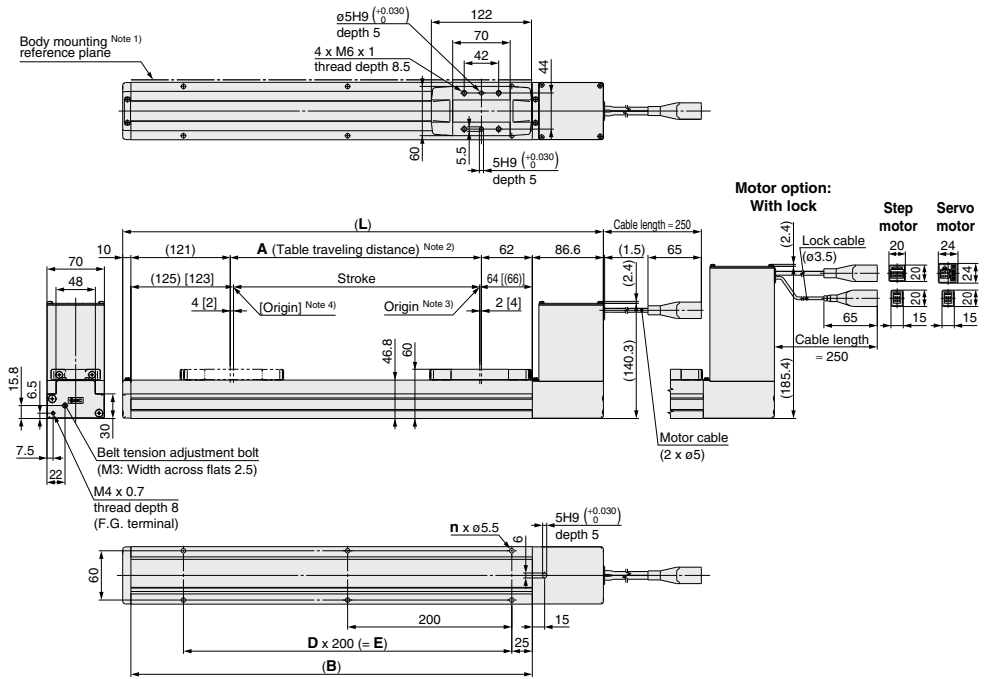 ø5H9 (+0.030 0)
depth 5
122
70
42
4 x M6 x 1
thread depth 8.5
Body mounting Note 1)
reference plane
44
60
5.5
5H9 (+0.030 0)
depth 5
Motor option:
With lock
Step
motor
Servo
motor
(L)
Cable length = 250
10
(121)
A (Table traveling distance) Note 2)
62
86.6
(1.5)
65
(2.4)
Lock cable
(ø3.5)
20
24
20
24
20
20
15
15
70
48
(125) [123]
Stroke
64 [(66)]
(2.4)
4 [2]
[Origin] Note 4)
Origin Note 3)
2 [4]
65
Cable length
= 250
46.8
60
(140.3)
(185.4)
15.8
6.5
30
7.5
22
Belt tension adjustment bolt
(M3: Width across flats 2.5)
Motor cable
(2 x ø5)
M4 x 0.7
thread depth 8
(F.G. terminal)
n x ø5.5
5H9 (+0.030 0)
depth 5
6
60
200
15
D x 200 (= E)
25
(B)